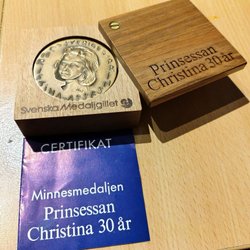 Prinsessan
Christina 30 år
Svenska Medaljgillet
CERTIFIKAT
Minnesmedaljen
Prinsessan
Christina 30 år